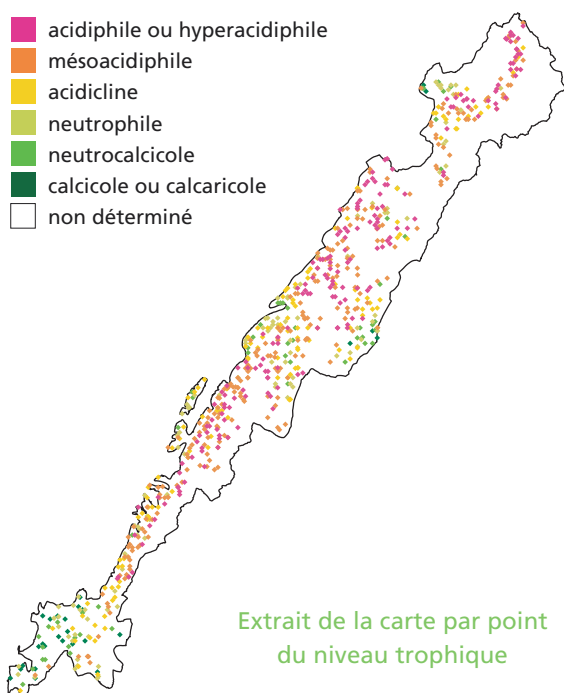 acidiphile ou hyperacidiphile
mésoacidiphile
acidicline
neutrophile
neutrocalcicole
calcicole ou calcaricole
non déterminé
Extrait de la carte par point
du niveau trophique